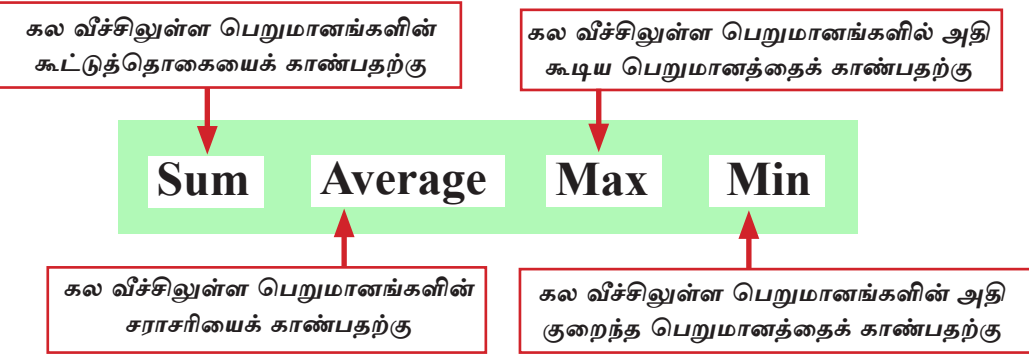 கல வீச்சிலுள்ள பெறுமானங்களின்
கூட்டுத்தொகையைக் காண்பதற்கு
கல வீச்சிலுள்ள பெறுமானங்களில் அதி
கூடிய பெறுமானத்தைக் காண்பதற்கு
Sum Average Max Min
கல வீச்சிலுள்ள பெறுமானங்களின்
சராசரியைக் காண்பதற்கு
கல வீச்சிலுள்ள பெறுமானங்களின் அதி
குறைந்த பெறுமானத்தைக் காண்பதற்கு